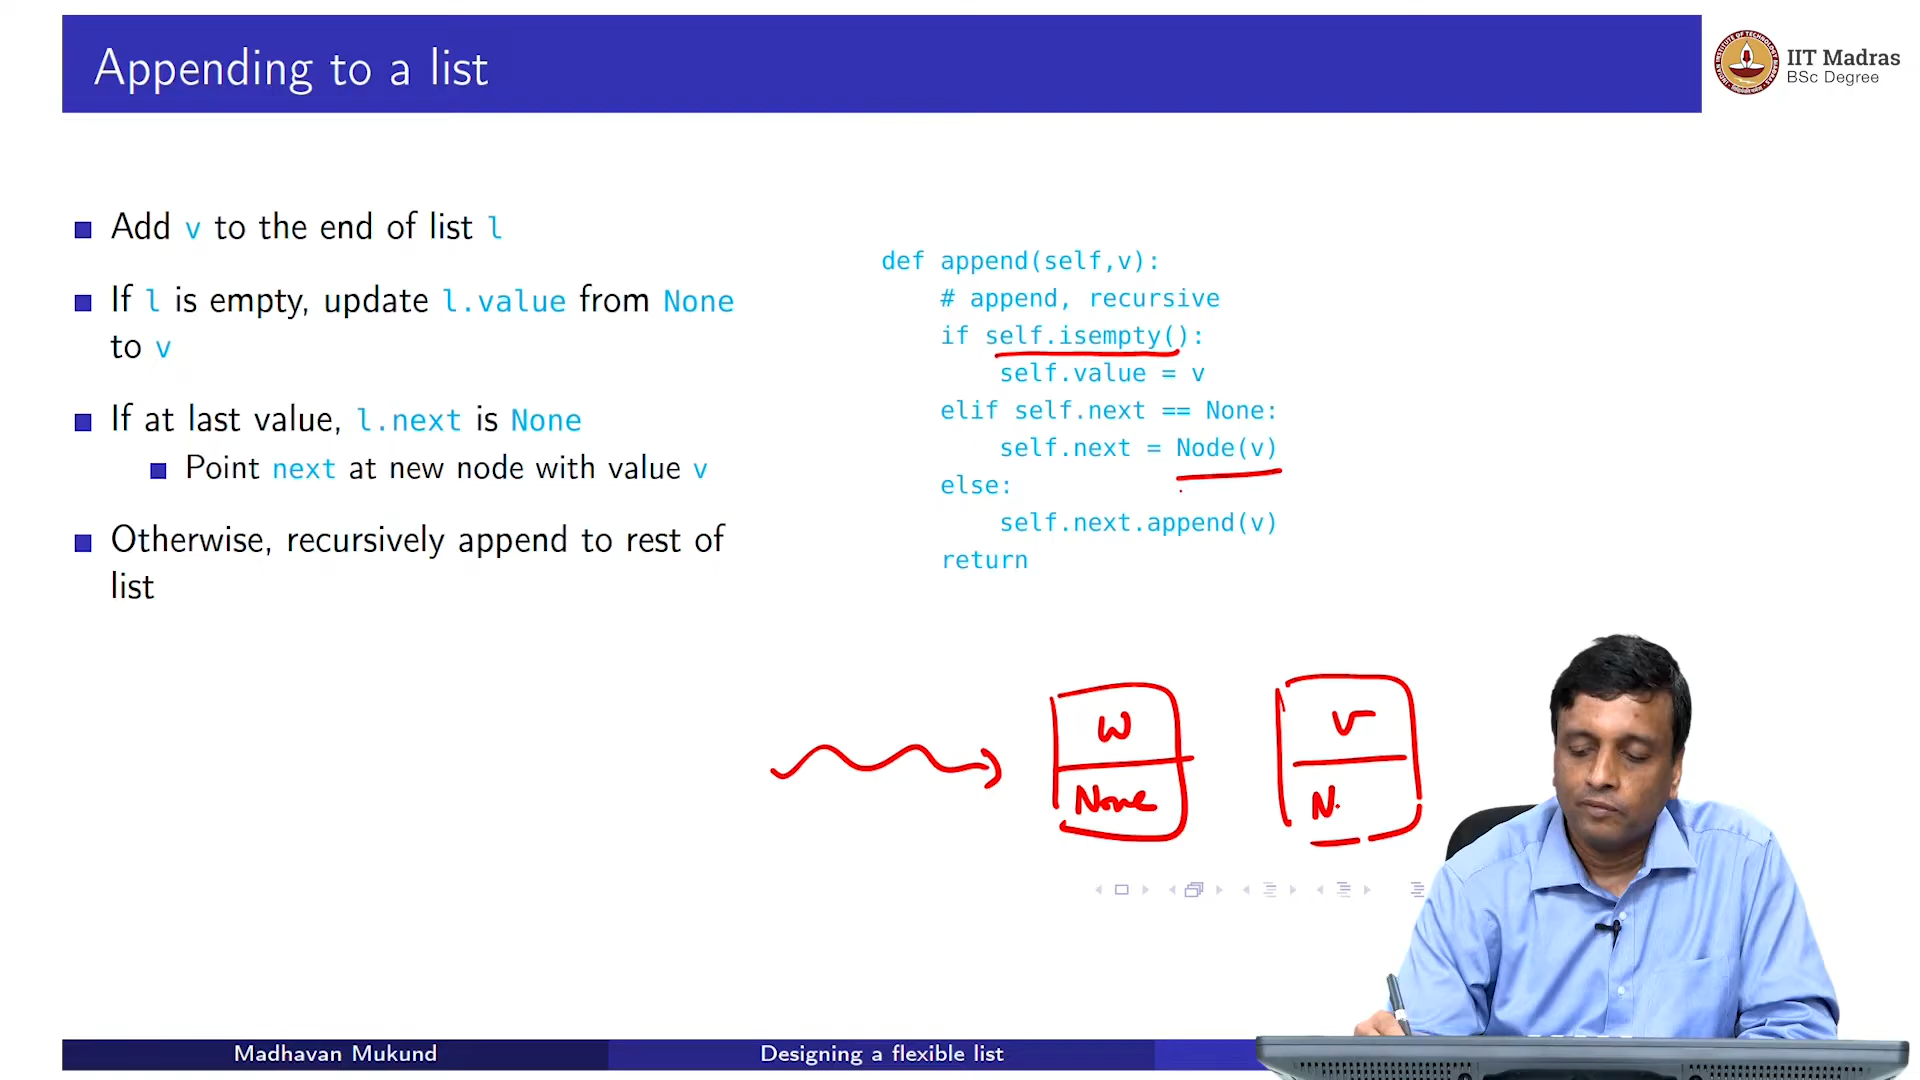 Appending to a list
IIT Madras
BSc Degree
Add v to the end of list l
If l is empty, update l.value from None
to v
If at last value, l.next is None
Point next at new node with value v
Otherwise, recursively append to rest of
list
def append(self,v):
# append, recursive
if self.isempty():
self.value = v
elif self.next == None:
self.next = Node(v)
else:
self.next.append(v)
return
w
None
v
N.
Madhavan Mukund
Designing a flexible list